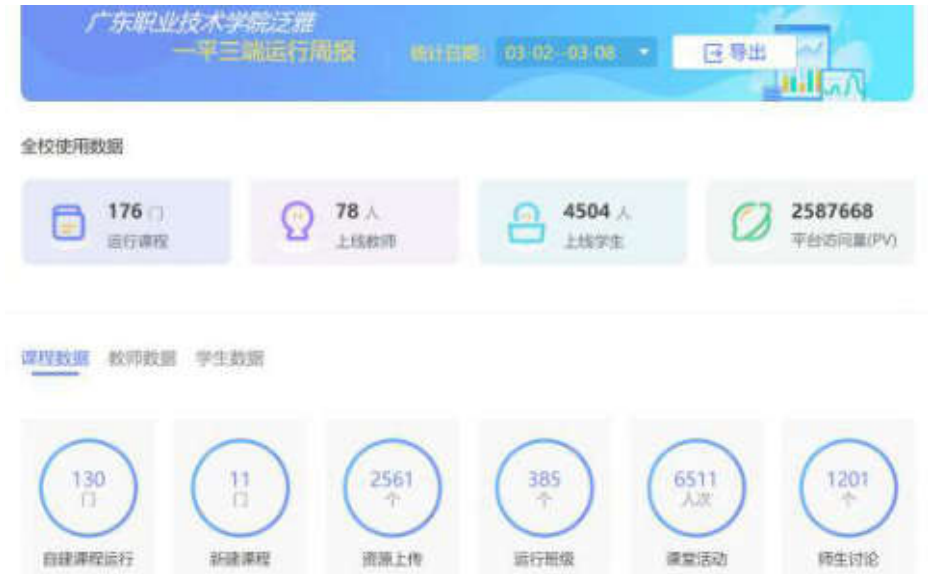 广东职业技术学院泛雅
一平三端运行周报
统计日期: 03-02--03-08
导出
全校使用数据
176 门
运行课程
78 人
上线教师
4504 人
上线学生
2587668
平台访问量(PV)
课程数据 教师数据 学生数据
130
门
自建课程运行
11
门
新建课程
2561
个
资源上传
385
个
运行班级
6511
人次
课堂活动
1201
个
师生讨论